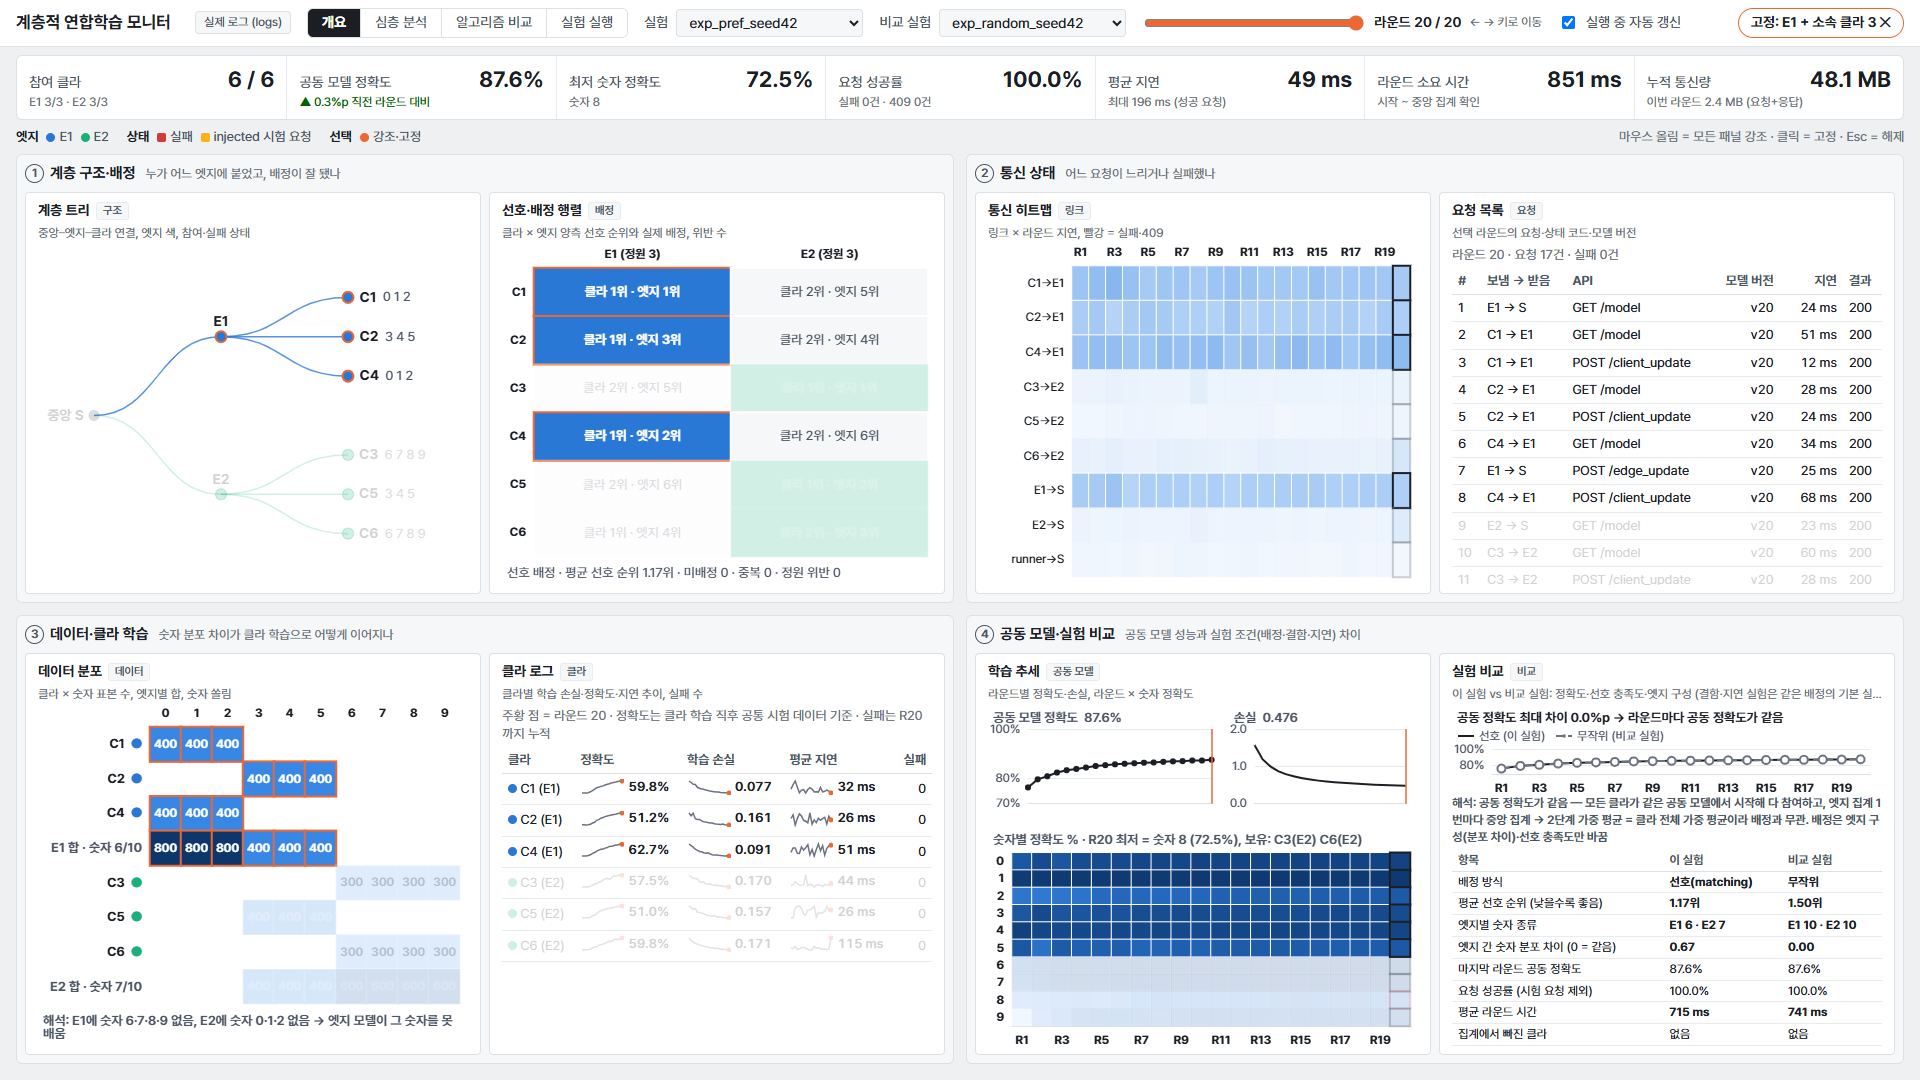 계층적 연합학습 모니터
실제 로그 (logs)
개요 심층 분석 알고리즘 비교 실험 실행
실험 exp_pref_seed42
비교 실험 exp_random_seed42
라운드 20 / 20 ← → 키로 이동
실행 중 자동 갱신
고정: E1 + 소속 클라 3 ✕
참여 클라 6 / 6
E1 3/3 · E2 3/3
공동 모델 정확도 87.6%
▲ 0.3%p 직전 라운드 대비
최저 숫자 정확도 72.5%
숫자 8
요청 성공률 100.0%
실패 0건 · 409 0건
평균 지연 49 ms
최대 196 ms (성공 요청)
라운드 소요 시간 851 ms
시작 ~ 중앙 집계 확인
누적 통신량 48.1 MB
이번 라운드 2.4 MB (요청+응답)
엣지 E1 E2 상태 실패 injected 시험 요청 선택 강조·고정
마우스 올림 = 모든 패널 강조 · 클릭 = 고정 · Esc = 해제
1 계층 구조·배정 누가 어느 엣지에 붙었고, 배정이 잘 됐나
계층 트리 구조
중앙–엣지–클라 연결, 엣지 색, 참여·실패 상태
C1 0 1 2
E1
C2 3 4 5
C4 0 1 2
중앙 S
C3 6 7 8 9
E2
C5 3 4 5
C6 6 7 8 9
선호·배정 행렬 배정
클라 × 엣지 양측 선호 순위와 실제 배정, 위반 수
E1 (정원 3) E2 (정원 3)
C1 클라 1위 · 엣지 1위 클라 2위 · 엣지 5위
C2 클라 1위 · 엣지 3위 클라 2위 · 엣지 4위
C3 클라 2위 · 엣지 5위
C4 클라 1위 · 엣지 2위 클라 2위 · 엣지 6위
C5 클라 2위 · 엣지 6위
C6 클라 1위 · 엣지 4위
선호 배정 · 평균 선호 순위 1.17위 · 미배정 0 · 중복 0 · 정원 위반 0
2 통신 상태 어느 요청이 느리거나 실패했나
통신 히트맵 링크
링크 × 라운드 지연, 빨강 = 실패·409
R1 R3 R5 R7 R9 R11 R13 R15 R17 R19
C1→E1
C2→E1
C4→E1
C3→E2
C5→E2
C6→E2
E1→S
E2→S
runner→S
요청 목록 요청
선택 라운드의 요청·상태 코드·모델 버전
라운드 20 · 요청 17건 · 실패 0건
# 보냄 → 받음 API 모델 버전 지연 결과
1 E1 → S GET /model v20 24 ms 200
2 C1 → E1 GET /model v20 51 ms 200
3 C1 → E1 POST /client_update v20 12 ms 200
4 C2 → E1 GET /model v20 28 ms 200
5 C2 → E1 POST /client_update v20 24 ms 200
6 C4 → E1 GET /model v20 34 ms 200
7 E1 → S POST /edge_update v20 25 ms 200
8 C4 → E1 POST /client_update v20 68 ms 200
9 E2 → S GET /model v20 23 ms 200
10 C3 → E2 GET /model v20 60 ms 200
11 C3 → E2 POST /client_update v20 28 ms 200
3 데이터·클라 학습 숫자 분포 차이가 클라 학습으로 어떻게 이어지나
데이터 분포 데이터
클라 × 숫자 표본 수, 엣지별 합, 숫자 쏠림
0 1 2 3 4 5 6 7 8 9
C1 400 400 400
C2 400 400 400
C4 400 400 400
E1 합 · 숫자 6/10 800 800 800 400 400 400
C3 300 300 300 300
C5 400 400 400
C6 300 300 300 300
E2 합 · 숫자 7/10 400 400 400 600 600 600 600
해석: E1에 숫자 6·7·8·9 없음, E2에 숫자 0·1·2 없음 → 엣지 모델이 그 숫자를 못
배움
클라 로그 클라
클라별 학습 손실·정확도·지연 추이, 실패 수
주황 점 = 라운드 20 · 정확도는 클라 학습 직후 공통 시험 데이터 기준 · 실패는 R20
까지 누적
클라 정확도 학습 손실 평균 지연 실패
C1 (E1) 59.8% 0.077 32 ms 0
C2 (E1) 51.2% 0.161 26 ms 0
C4 (E1) 62.7% 0.091 51 ms 0
C3 (E2) 57.5% 0.170 44 ms 0
C5 (E2) 51.0% 0.157 26 ms 0
C6 (E2) 59.8% 0.171 115 ms 0
4 공동 모델·실험 비교 공동 모델 성능과 실험 조건(배정·결함·지연) 차이
학습 추세 공동 모델
라운드별 정확도·손실, 라운드 × 숫자 정확도
공동 모델 정확도 87.6%
100%
80%
70%
손실 0.476
2.0
1.0
0.0
숫자별 정확도 % · R20 최저 = 숫자 8 (72.5%), 보유: C3(E2) C6(E2)
0
1
2
3
4
5
6
7
8
9
R1 R3 R5 R7 R9 R11 R13 R15 R17 R19
실험 비교 비교
이 실험 vs 비교 실험: 정확도·선호 충족도·엣지 구성 (결함·지연 실험은 같은 배정의 기본 실...
공동 정확도 최대 차이 0.0%p → 라운드마다 공동 정확도가 같음
선호 (이 실험) 무작위 (비교 실험)
100%
80%
R1 R3 R5 R7 R9 R11 R13 R15 R17 R19
해석: 공동 정확도가 같음 — 모든 클라가 같은 공동 모델에서 시작해 다 참여하고, 엣지 집계 1
번마다 중앙 집계 → 2단계 가중 평균 = 클라 전체 가중 평균이라 배정과 무관. 배정은 엣지 구
성(분포 차이)·선호 충족도만 바꿈
항목 이 실험 비교 실험
배정 방식 선호(matching) 무작위
평균 선호 순위 (낮을수록 좋음) 1.17위 1.50위
엣지별 숫자 종류 E1 6 · E2 7 E1 10 · E2 10
엣지 간 숫자 분포 차이 (0 = 같음) 0.67 0.00
마지막 라운드 공동 정확도 87.6% 87.6%
요청 성공률 (시험 요청 제외) 100.0% 100.0%
평균 라운드 시간 715 ms 741 ms
집계에서 빠진 클라 없음 없음